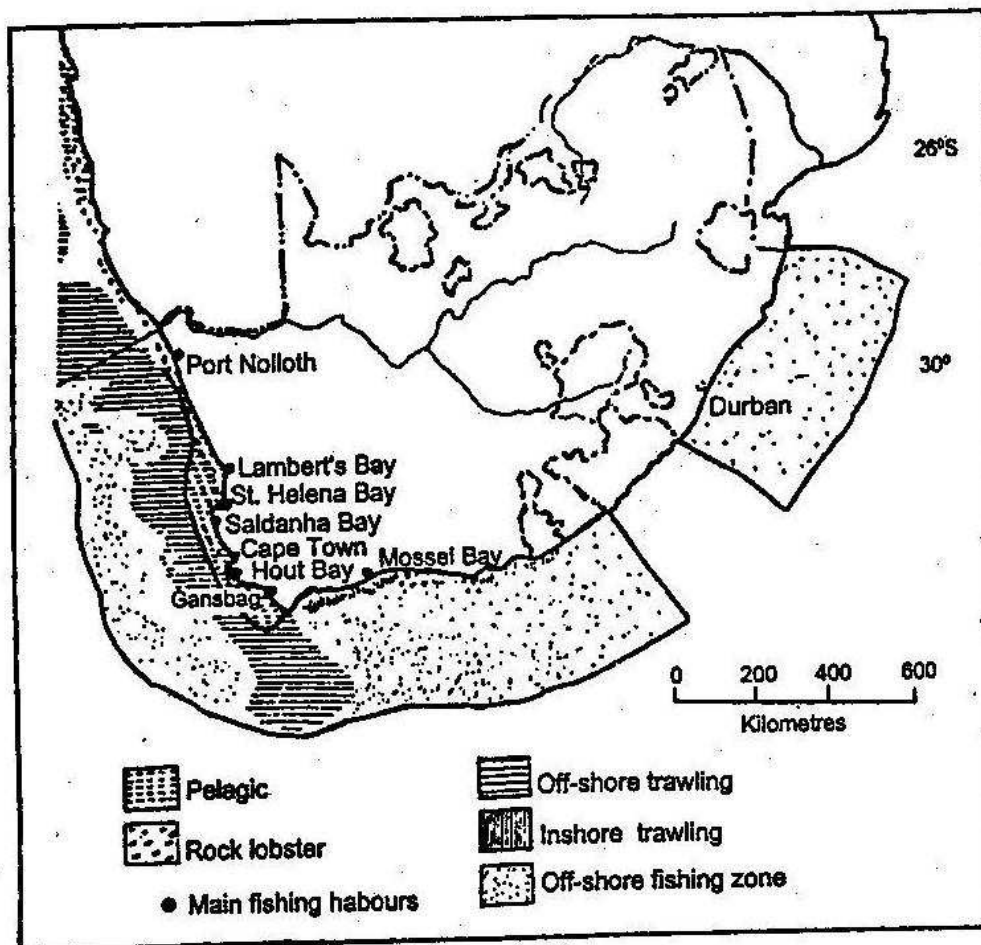 26°S
Port Nolloth
30°
Durban
Lambert's Bay
St. Helena Bay
Saldanha Bay
Cape Town
Mossel Bay
Hout Bay
Gansbag
0 200 400 600
Kilometres
Pelagic
Off-shore trawling
Rock lobster
Inshore trawling
Main fishing habours
Off-shore fishing zone